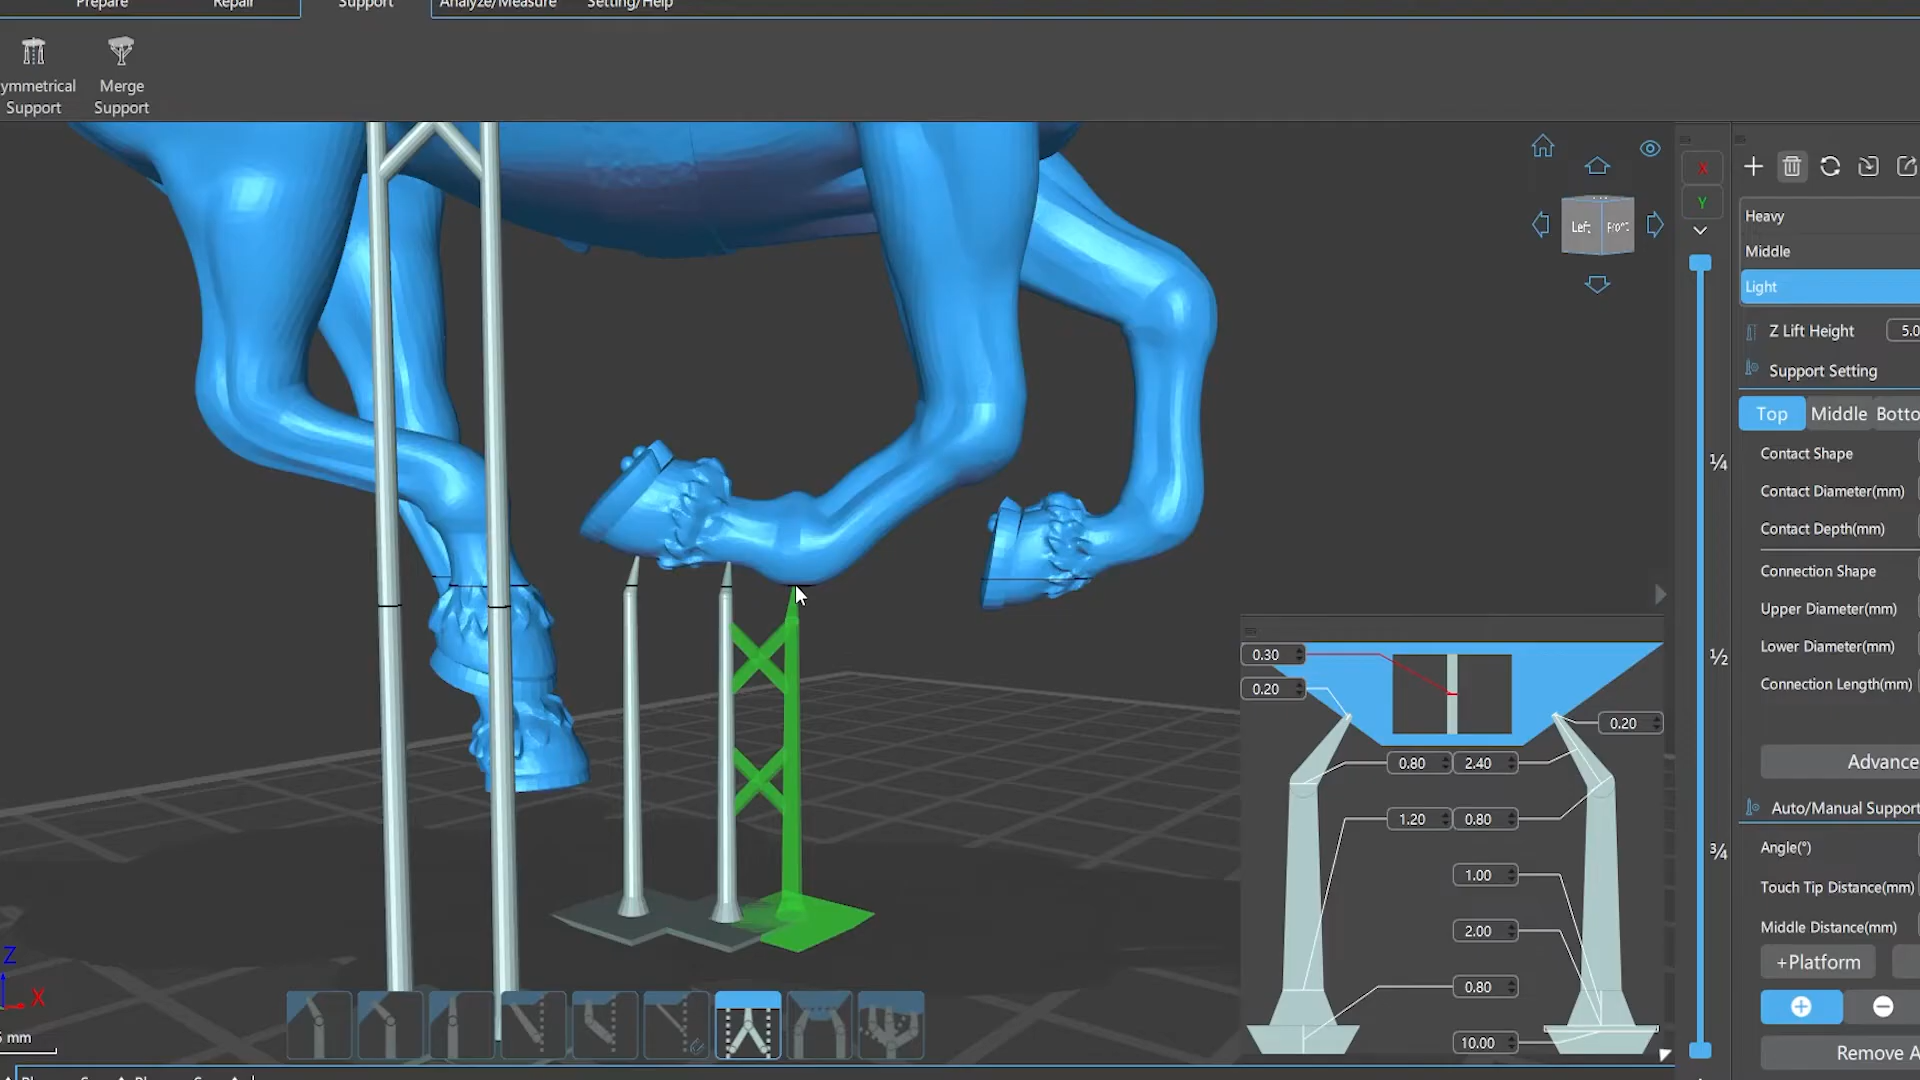 Prepare Repair Support Analyze/Measure Setting/Help
ymmetrical
Support
Merge
Support
Left Front
X
Y
Heavy
Middle
Light
Z Lift Height 5.0
Support Setting
Top Middle Botto
Contact Shape
Contact Diameter(mm)
Contact Depth(mm)
Connection Shape
Upper Diameter(mm)
Lower Diameter(mm)
Connection Length(mm)
Advance
Auto/Manual Support
Angle(°)
Touch Tip Distance(mm)
Middle Distance(mm)
+Platform
Remove A
1/4
1/2
3/4
0.30
0.20
0.20
0.80 2.40
1.20 0.80
1.00
2.00
0.80
10.00
Z
X
5 mm